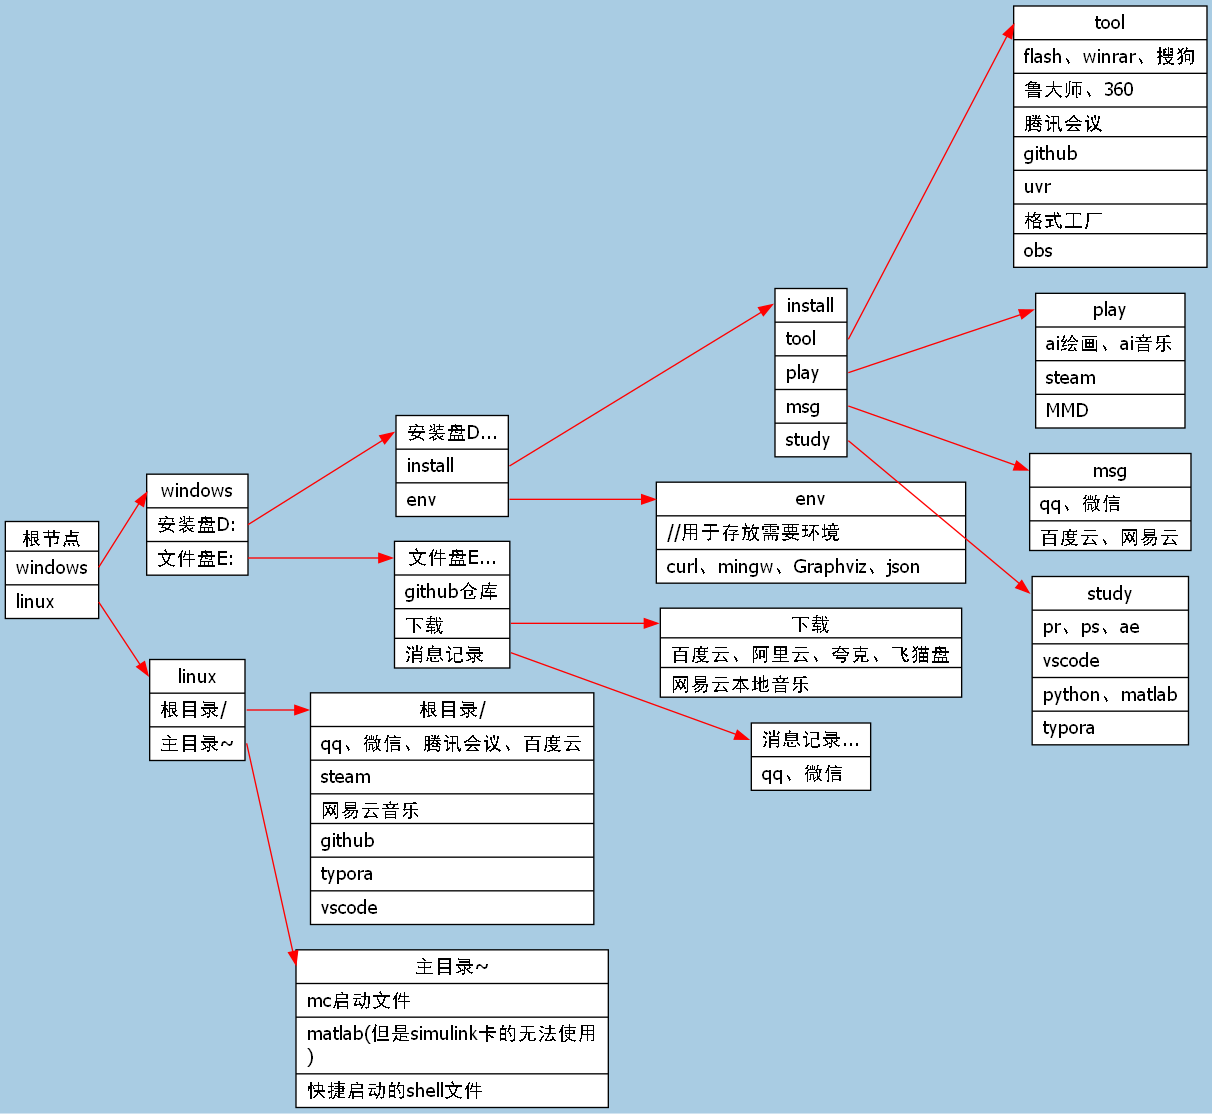 根节点
windows
linux
windows
安装盘D:
文件盘E:
linux
根目录/
主目录~
安装盘D...
install
env
文件盘E...
github仓库
下载
消息记录
根目录/
qq、微信、腾讯会议、百度云
steam
网易云音乐
github
typora
vscode
主目录~
mc启动文件
matlab(但是simulink卡的无法使用
)
快捷启动的shell文件
install
tool
play
msg
study
env
//用于存放需要环境
curl、mingw、Graphviz、json
下载
百度云、阿里云、夸克、飞猫盘
网易云本地音乐
消息记录...
qq、微信
tool
flash、winrar、搜狗
鲁大师、360
腾讯会议
github
uvr
格式工厂
obs
play
ai绘画、ai音乐
steam
MMD
msg
qq、微信
百度云、网易云
study
pr、ps、ae
vscode
python、matlab
typora